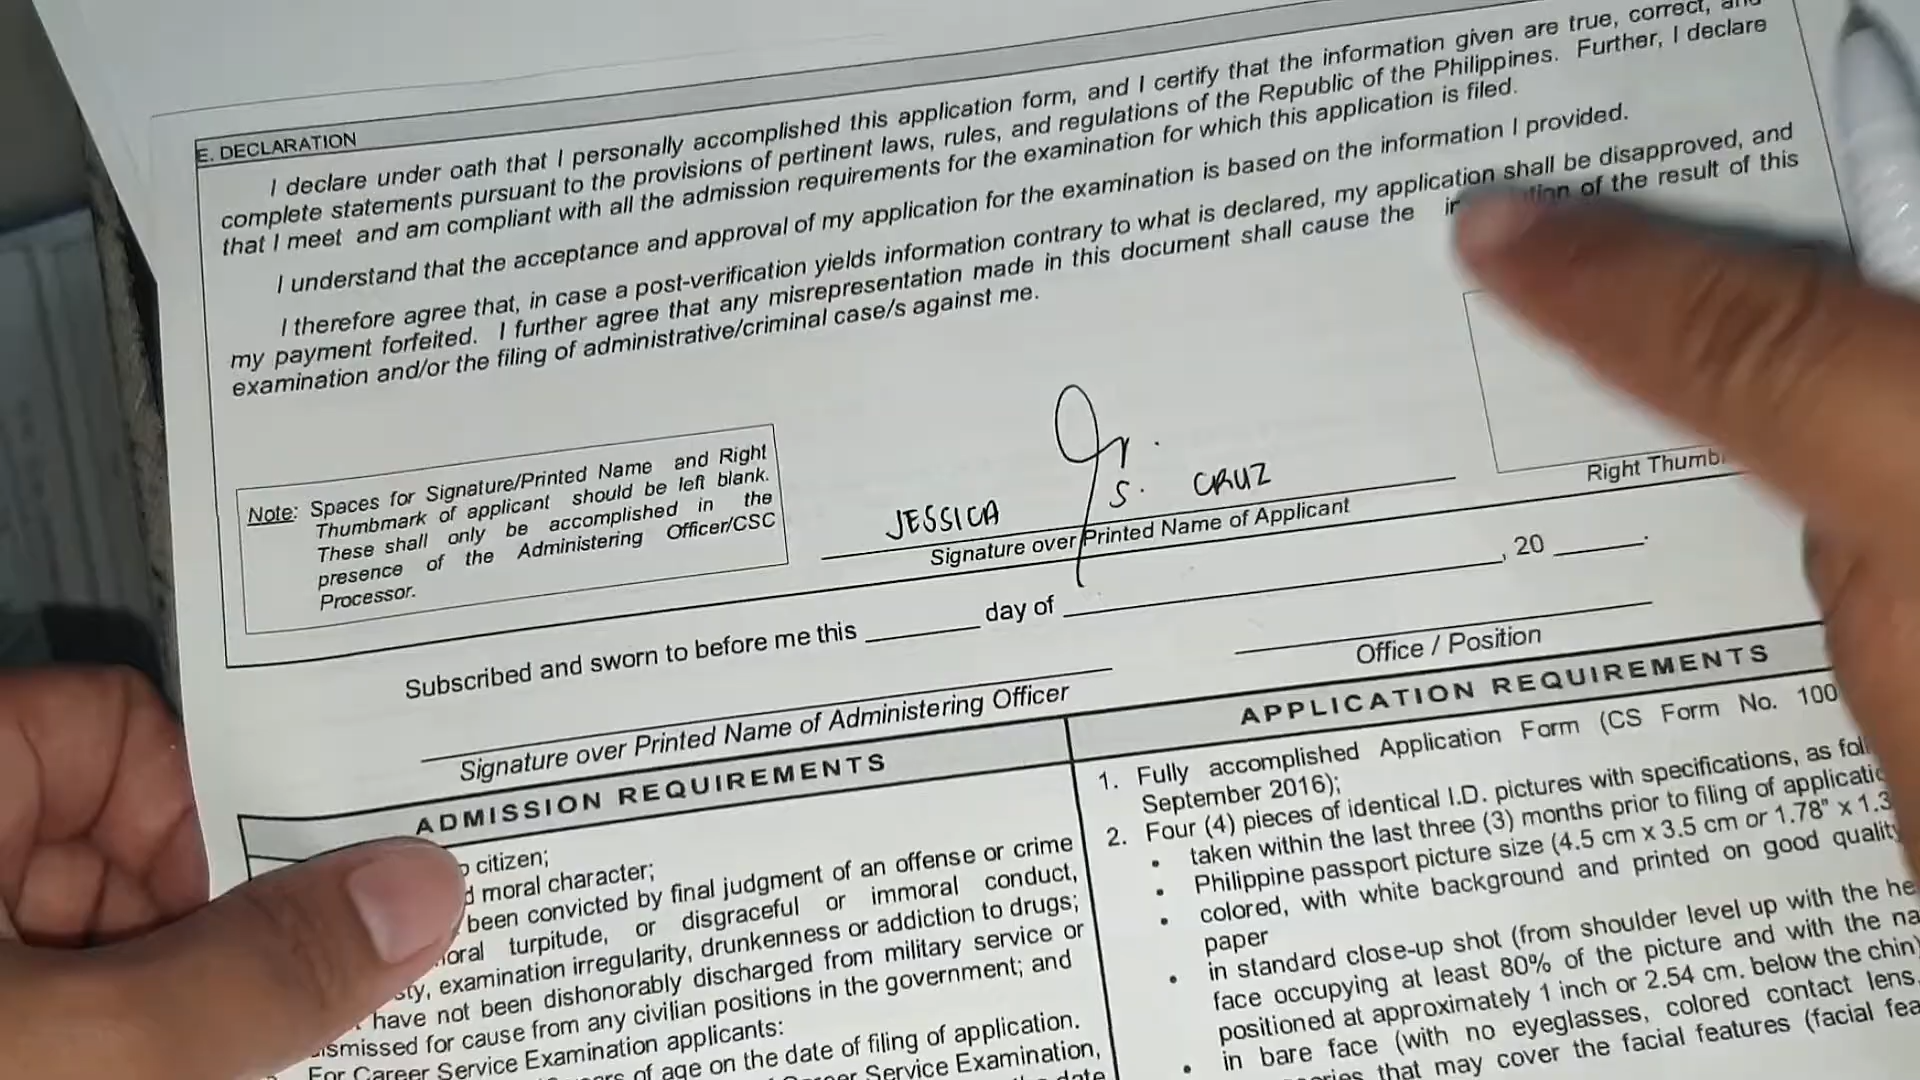 E. DECLARATION
I declare under oath that I personally accomplished this application form, and I certify that the information given are true, correct, and
complete statements pursuant to the provisions of pertinent laws, rules, and regulations of the Republic of the Philippines. Further, I declare
that I meet and am compliant with all the admission requirements for the examination for which this application is filed.
I understand that the acceptance and approval of my application for the examination is based on the information I provided.
I therefore agree that, in case a post-verification yields information contrary to what is declared, my application shall be disapproved, and
my payment forfeited. I further agree that any misrepresentation made in this document shall cause the of the result of this
examination and/or the filing of administrative/criminal case/s against me.
Note: Spaces for Signature/Printed Name and Right
Thumbmark of applicant should be left blank.
These shall only be accomplished in the
presence of the Administering Officer/CSC
Processor.
JESSICA S. CRUZ
Signature over Printed Name of Applicant
Right
Subscribed and sworn to before me this ______ day of ______, 20 ______.
Office / Position
Signature over Printed Name of Administering Officer
ADMISSION REQUIREMENTS
citizen;
moral character;
been convicted by final judgment of an offense or crime
turpitude, or disgraceful or immoral conduct,
examination irregularity, drunkenness or addiction to drugs;
have not been dishonorably discharged from military service or
for cause from any civilian positions in the government; and
For Career Service Examination applicants:
of age on the date of filing of application.
Service Examination,
APPLICATION REQUIREMENTS
1. Fully accomplished Application Form (CS Form No. 100
September 2016);
2. Four (4) pieces of identical I.D. pictures with specifications, as
• taken within the last three (3) months prior to filing of
• Philippine passport picture size (4.5 cm x 3.5 cm or 1.78" x
• colored, with white background and printed on good quality
paper
• in standard close-up shot (from shoulder level up with the
face occupying at least 80% of the picture and with the
positioned at approximately 1 inch or 2.54 cm. below the chin)
• in bare face (with no eyeglasses, colored contact lens,
that may cover the facial features (facial